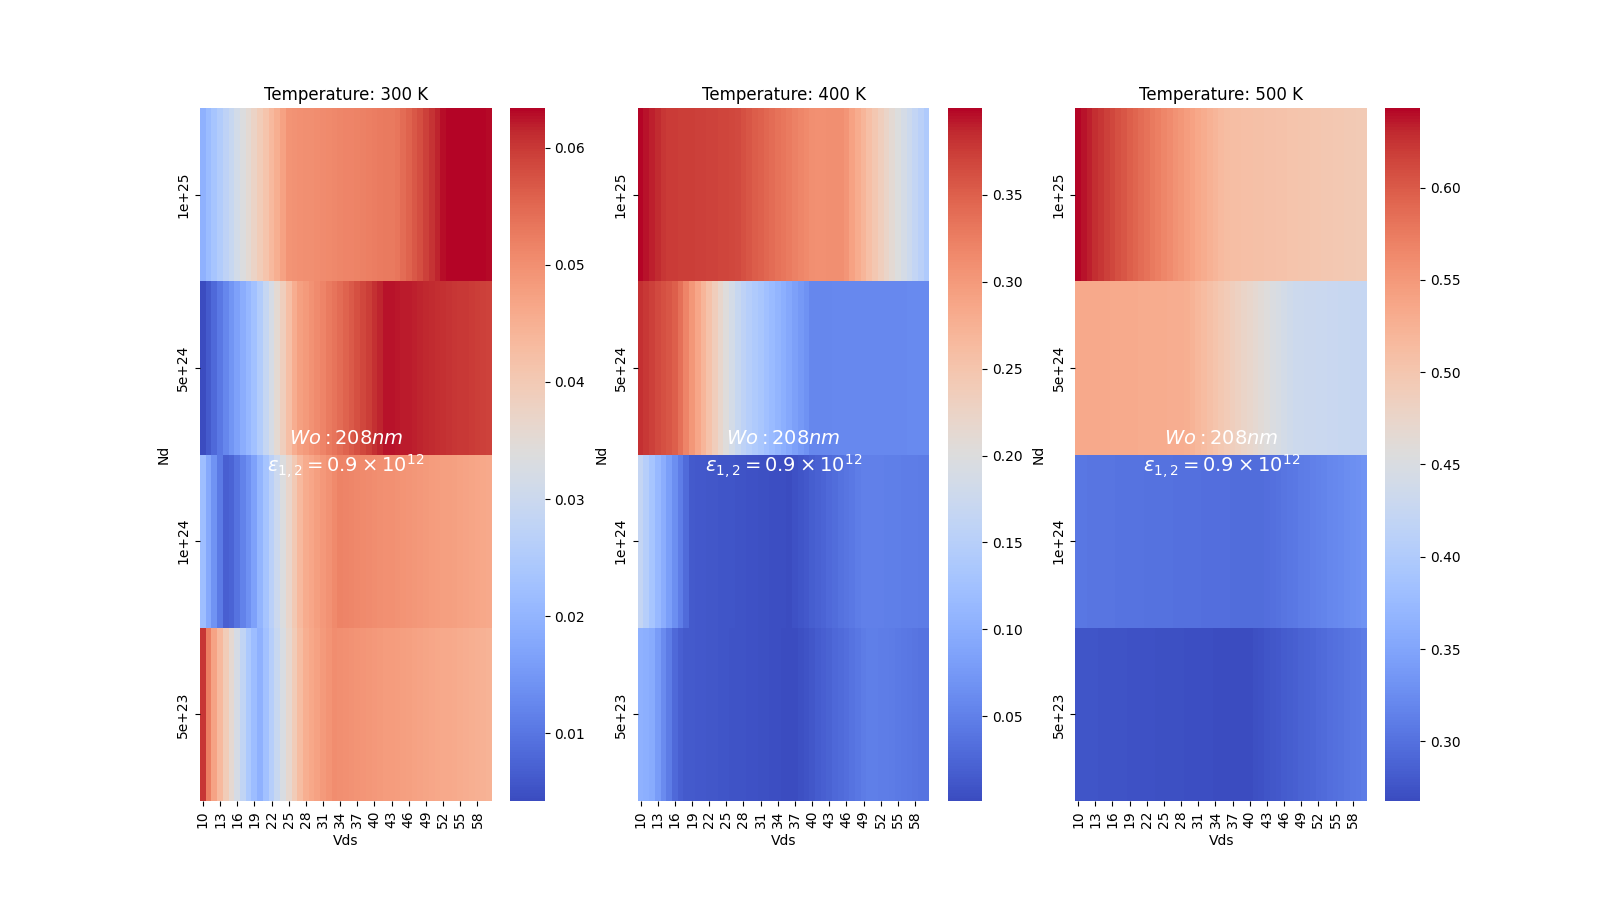 Temperature: 300 K
Temperature: 400 K
Temperature: 500 K
Nd
1e+25
5e+24
1e+24
5e+23
Wo : 208nm
ε1, 2 = 0.9 × 10^12
10 13 16 19 22 25 28 31 34 37 40 43 46 49 52 55 58
Vds
0.06
0.05
0.04
0.03
0.02
0.01
Nd
1e+25
5e+24
1e+24
5e+23
Wo : 208nm
ε1, 2 = 0.9 × 10^12
10 13 16 19 22 25 28 31 34 37 40 43 46 49 52 55 58
Vds
0.35
0.30
0.25
0.20
0.15
0.10
0.05
Nd
1e+25
5e+24
1e+24
5e+23
Wo : 208nm
ε1, 2 = 0.9 × 10^12
10 13 16 19 22 25 28 31 34 37 40 43 46 49 52 55 58
Vds
0.60
0.55
0.50
0.45
0.40
0.35
0.30